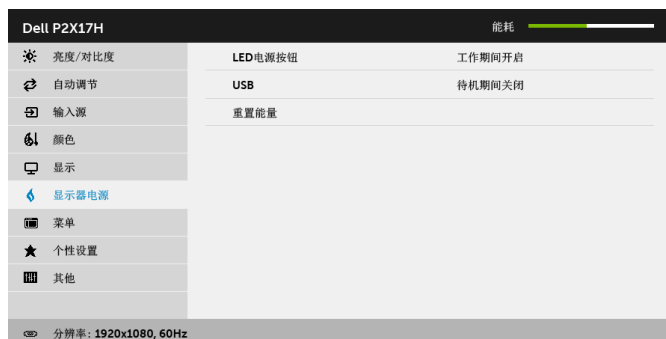 Dell P2X17H
能耗
亮度/对比度
LED电源按钮
工作期间开启
自动调节
USB
待机期间关闭
输入源
重置能量
颜色
显示
显示器电源
菜单
个性设置
其他
分辨率: 1920x1080, 60Hz